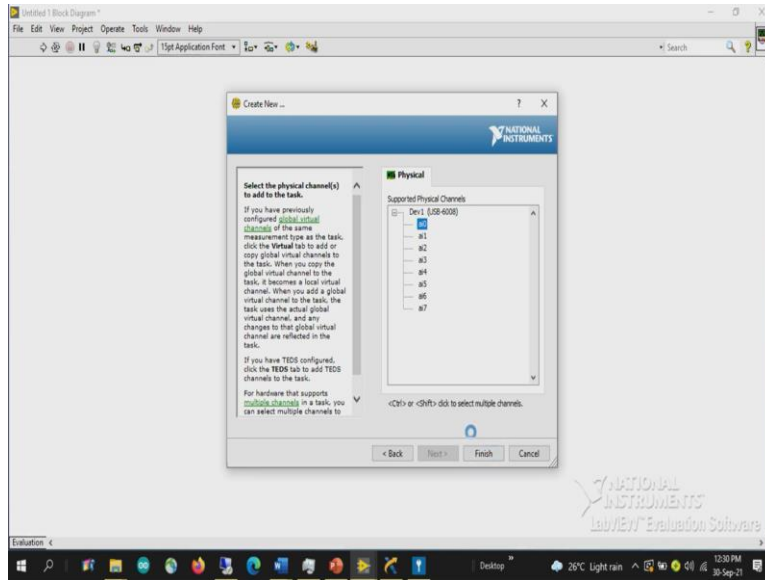 Untitled 1 Block Diagram *
File Edit View Project Operate Tools Window Help
15pt Application Font
Search
Create New ...
NATIONAL
INSTRUMENTS
Select the physical channel(s)
to add to the task.
If you have previously
configured global virtual
channels of the same
measurement type as the task,
click the Virtual tab to add or
copy global virtual channels to
the task. When you copy the
global virtual channel to the
task, it becomes a local virtual
channel. When you add a global
virtual channel to the task, the
task uses the actual global
virtual channel, and any
changes to that global virtual
channel are reflected in the
task.
If you have TEDS configured,
click the TEDS tab to add TEDS
channels to the task.
For hardware that supports
multiple channels in a task, you
can select multiple channels to
Physical
Supported Physical Channels
Dev1 (USB-6008)
ai0
ai1
ai2
ai3
ai4
ai5
ai6
ai7
<Ctrl> or <Shift> click to select multiple channels.
< Back Next > Finish Cancel
NATIONAL
INSTRUMENTS
LabVIEW™ Evaluation Software
Evaluation
Desktop
26°C Light rain
12:30 PM
30-Sep-21